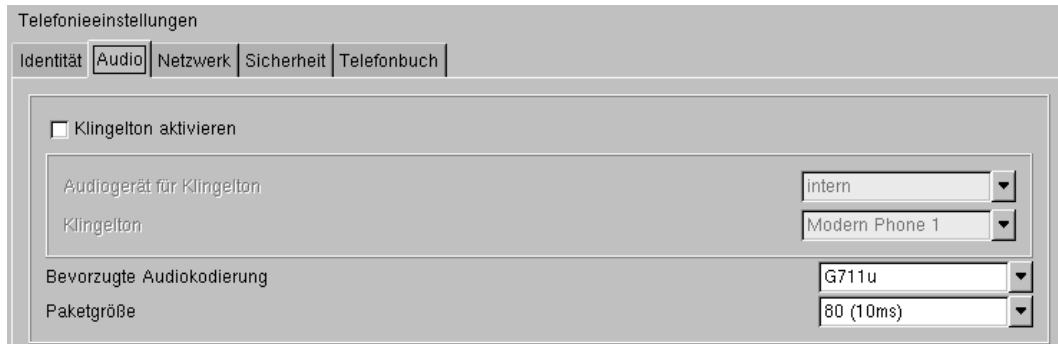 Telefonieeinstellungen
Identität Audio Netzwerk Sicherheit Telefonbuch
Klingelton aktivieren
Audiogerät für Klingelton intern
Klingelton Modern Phone 1
Bevorzugte Audiokodierung G711u
Paketgröße 80 (10ms)